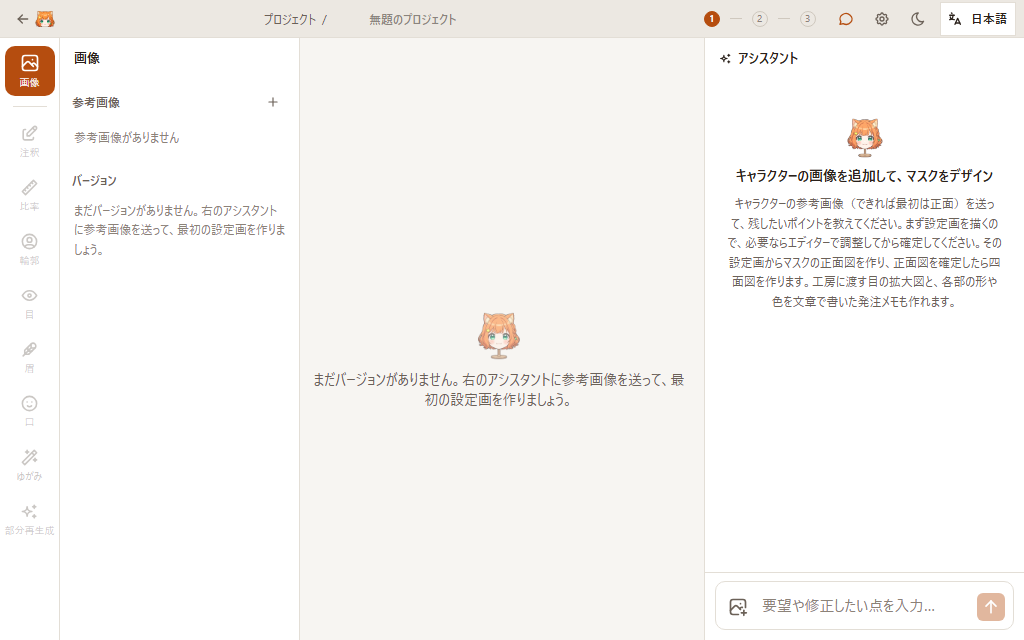 プロジェクト / 無題のプロジェクト
1 2 3
日本語
画像
注釈
比率
輪郭
目
眉
口
ゆがみ
部分再生成
画像
参考画像
参考画像がありません
バージョン
まだバージョンがありません。右のアシスタント
に参考画像を送って、最初の設定画を作りま
しょう。
まだバージョンがありません。右のアシスタントに参考画像を送って、最
初の設定画を作りましょう。
アシスタント
キャラクターの画像を追加して、マスクをデザイン
キャラクターの参考画像（できれば最初は正面）を送っ
て、残したいポイントを教えてください。まず設定画を描くの
で、必要ならエディターで調整してから確定してください。その
設定画からマスクの正面図を作り、正面図を確定したら四
面図を作ります。工房に渡す目の拡大図と、各部の形や
色を文章で書いた発注メモも作れます。
要望や修正したい点を入力...